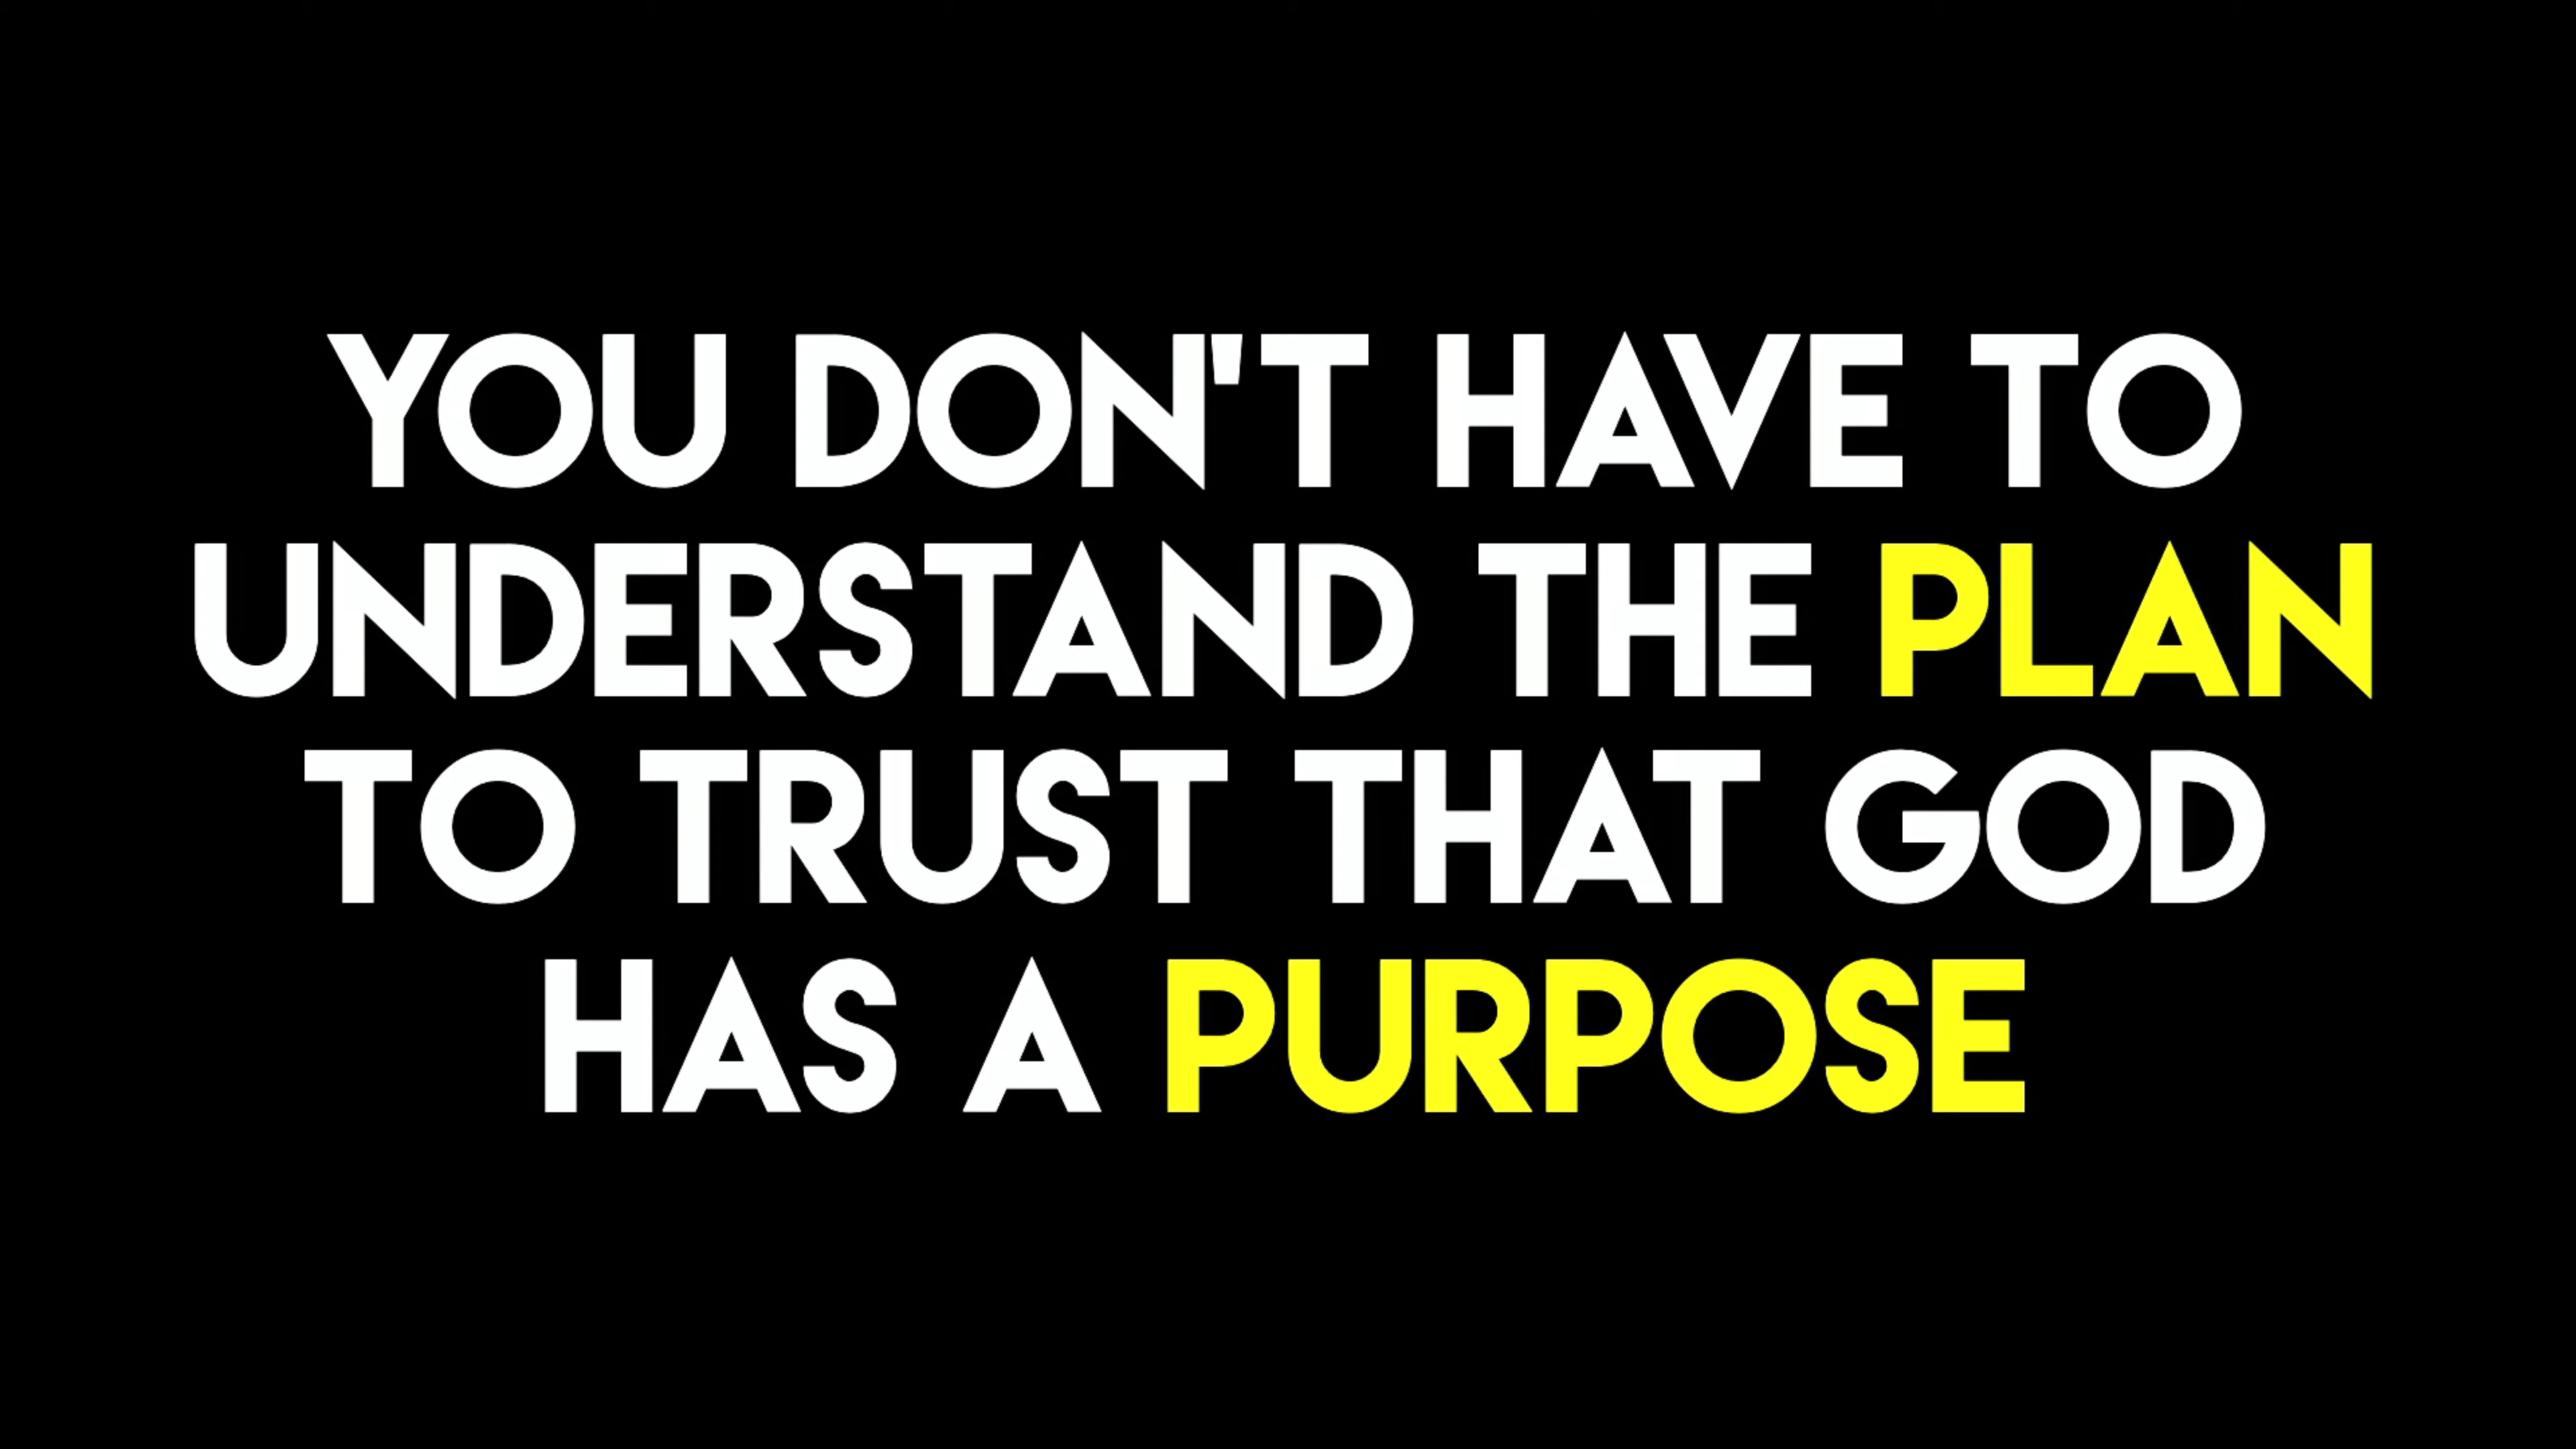 YOU DON'T HAVE TO
UNDERSTAND THE PLAN
TO TRUST THAT GOD
HAS A PURPOSE